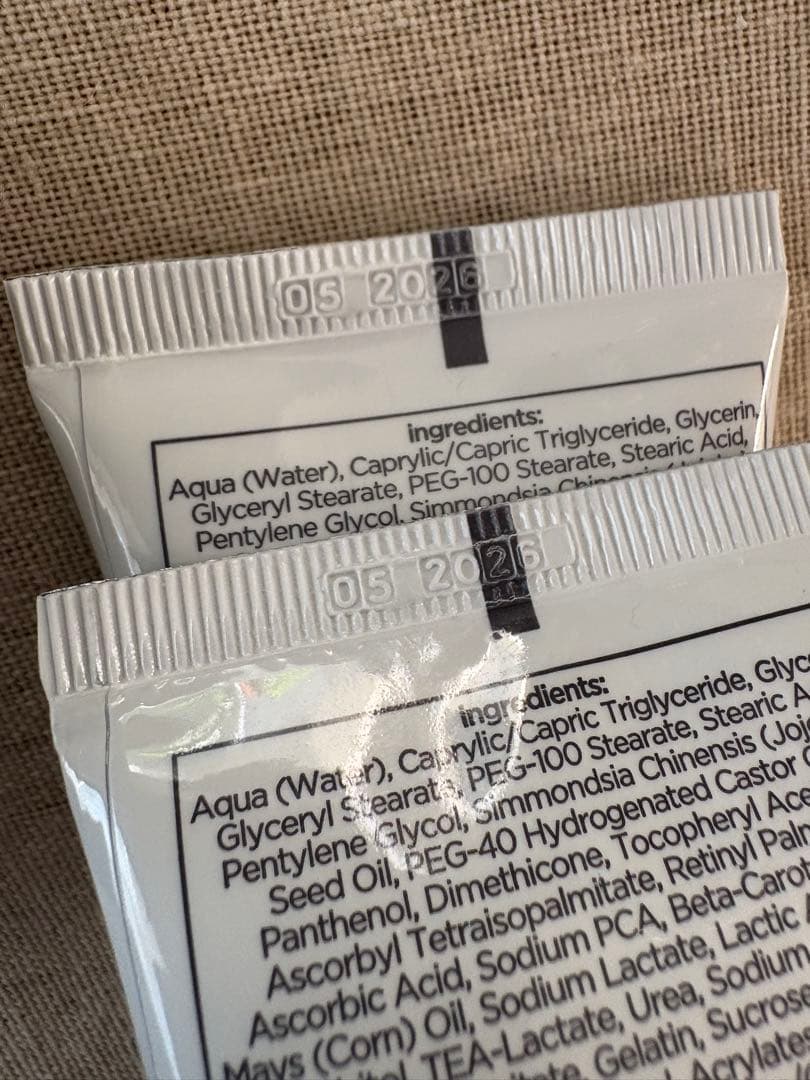 05 2026
ingredients:
Aqua (Water), Caprylic/Capric Triglyceride, Glycerin,
Glyceryl Stearate, PEG-100 Stearate, Stearic Acid,
Pentylene Glycol, Simmondsia Chinensis
05 2026
ingredients:
Aqua (Water), Caprylic/Capric Triglyceride,
Glyceryl Stearate, PEG-100 Stearate, Stearic
Pentylene Glycol, Simmondsia Chinensis
Seed Oil, PEG-40 Hydrogenated Castor
Panthenol, Dimethicone, Tocopheryl
Ascorbyl Tetraisopalmitate, Retinyl
Ascorbic Acid, Sodium PCA,
Mays (Corn) Oil, Sodium Lactate, Lactic
TEA-Lactate, Urea, Sodium
Gelatin,